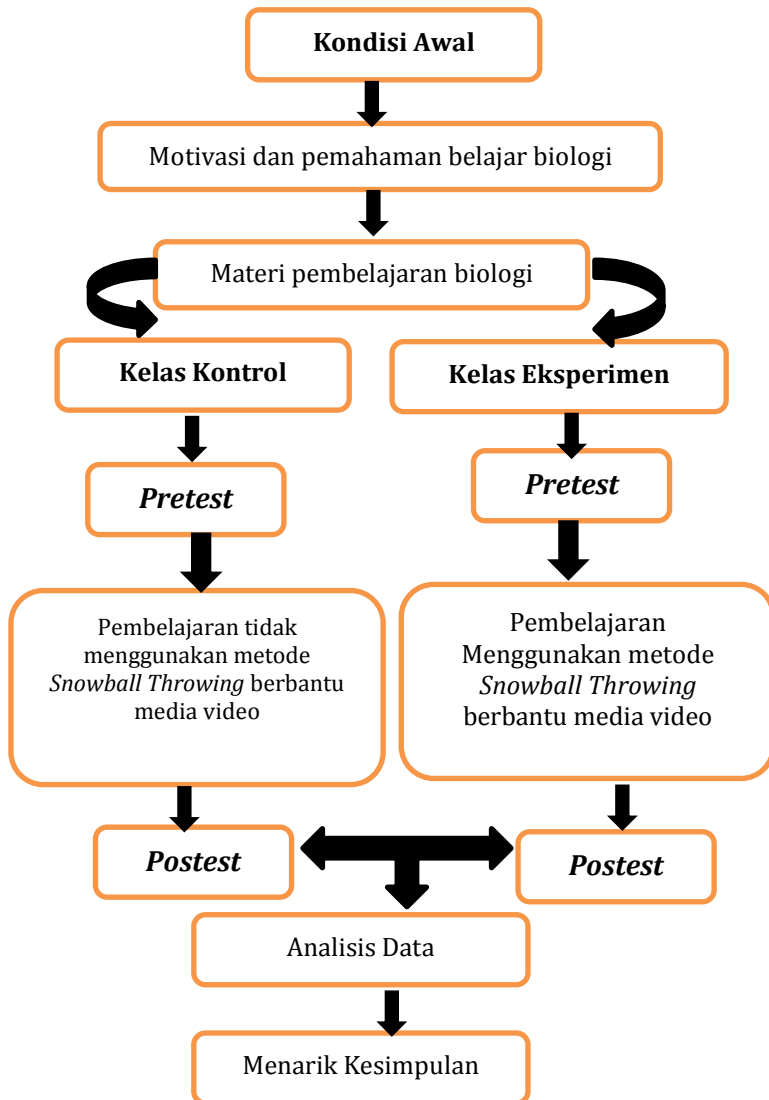 Kondisi Awal
Motivasi dan pemahaman belajar biologi
Materi pembelajaran biologi
Kelas Kontrol
Kelas Eksperimen
Pretest
Pretest
Pembelajaran tidak
menggunakan metode
Snowball Throwing berbantu
media video
Pembelajaran
Menggunakan metode
Snowball Throwing
berbantu media video
Postest
Postest
Analisis Data
Menarik Kesimpulan